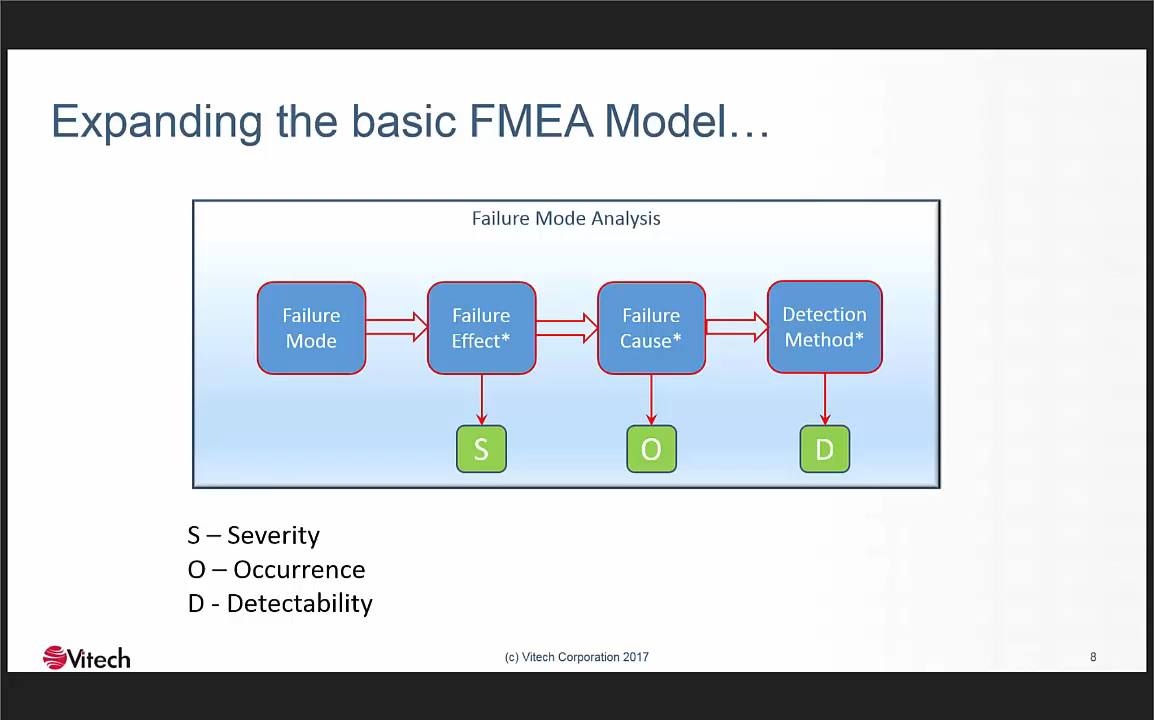 Expanding the basic FMEA Model…
Failure Mode Analysis
Failure
Mode
Failure
Effect*
Failure
Cause*
Detection
Method*
S
O
D
S – Severity
O – Occurrence
D - Detectability
Vitech
(c) Vitech Corporation 2017
8